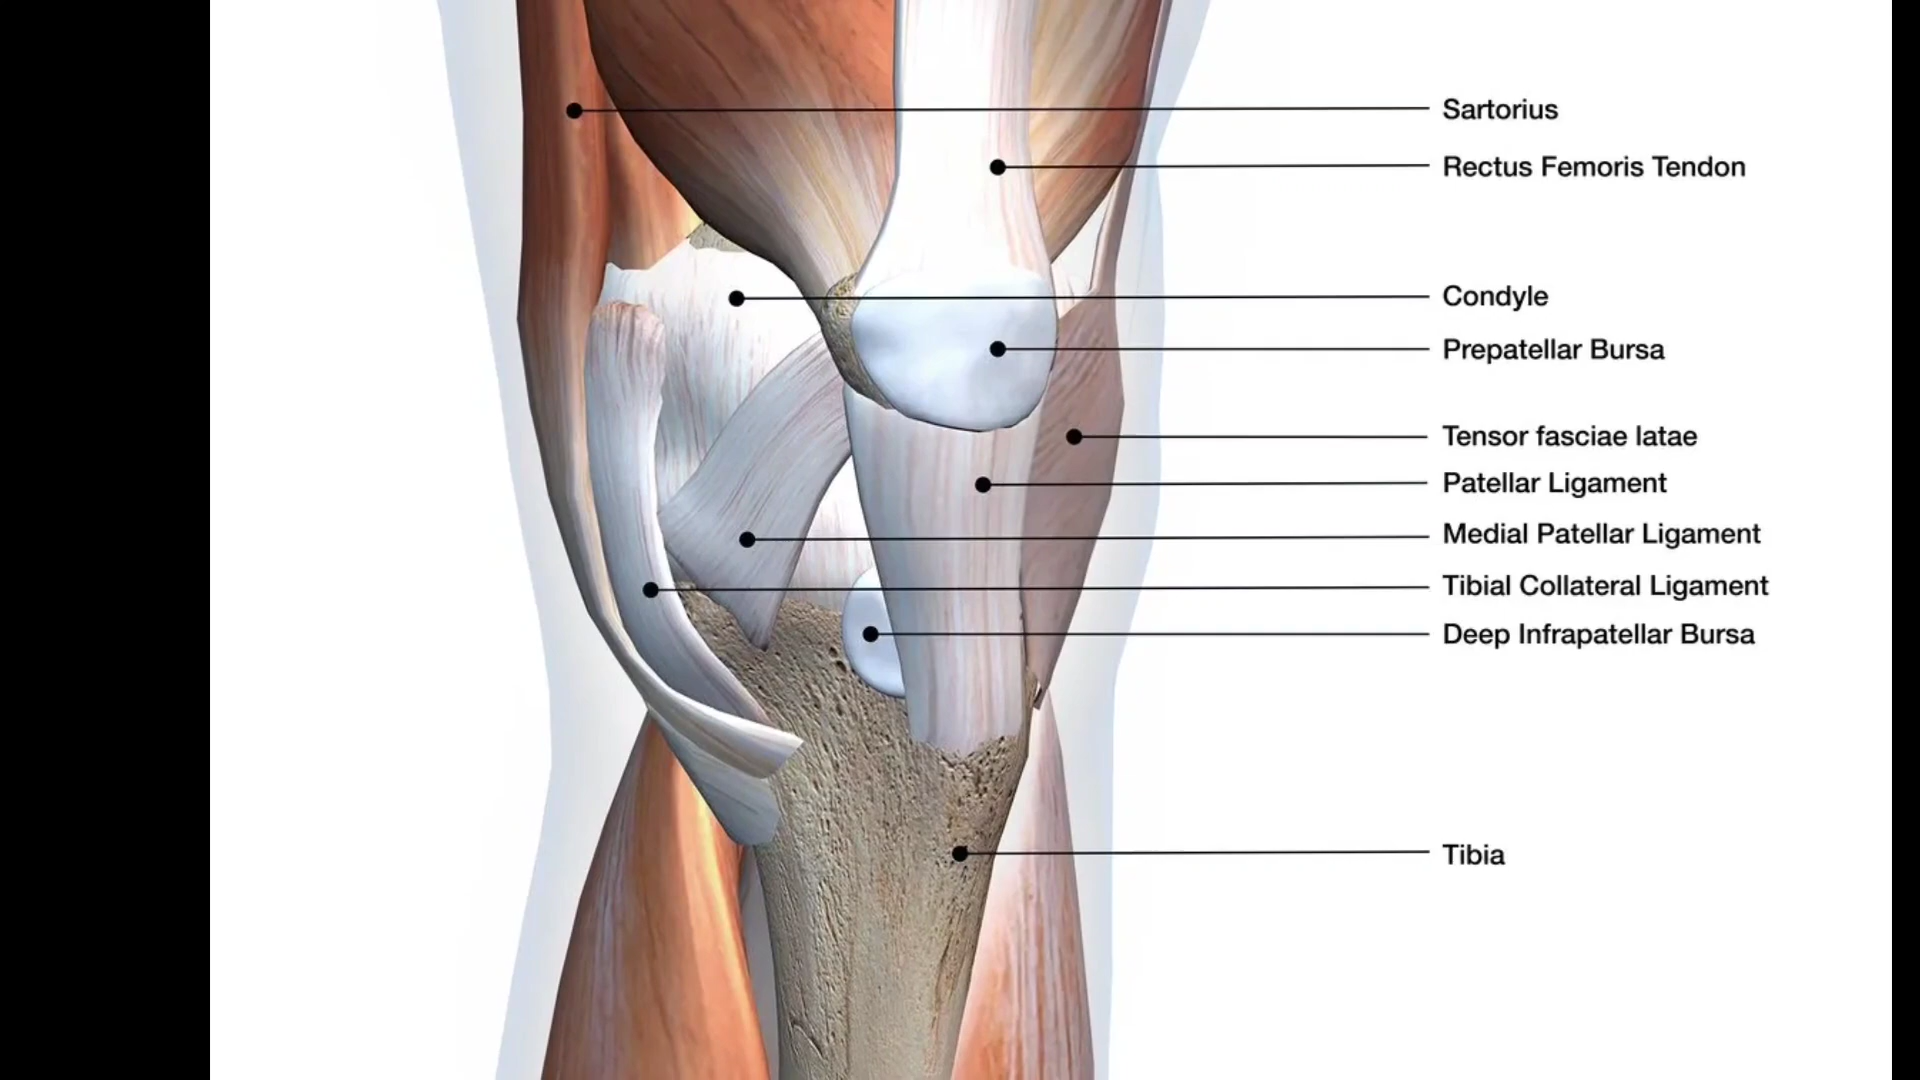 Sartorius
Rectus Femoris Tendon
Condyle
Prepatellar Bursa
Tensor fasciae latae
Patellar Ligament
Medial Patellar Ligament
Tibial Collateral Ligament
Deep Infrapatellar Bursa
Tibia